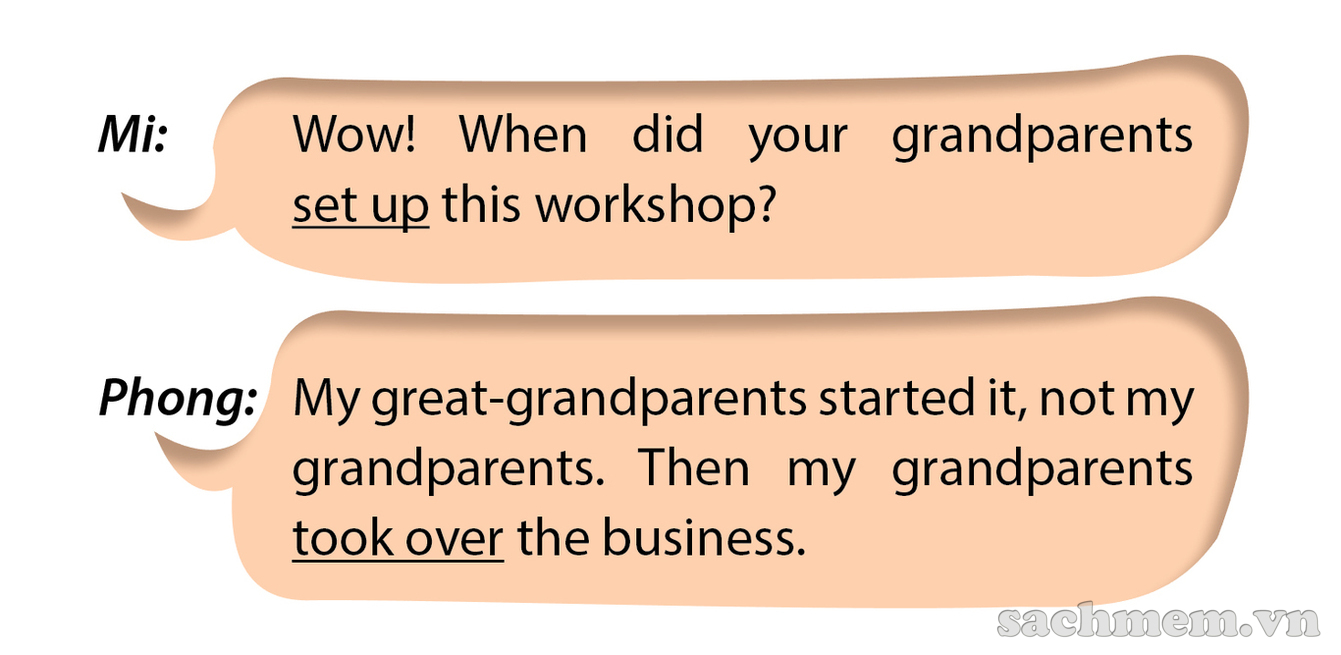 Mi: Wow! When did your grandparents
set up this workshop?
Phong: My great-grandparents started it, not my
grandparents. Then my grandparents
took over the business.
sachmem.vn